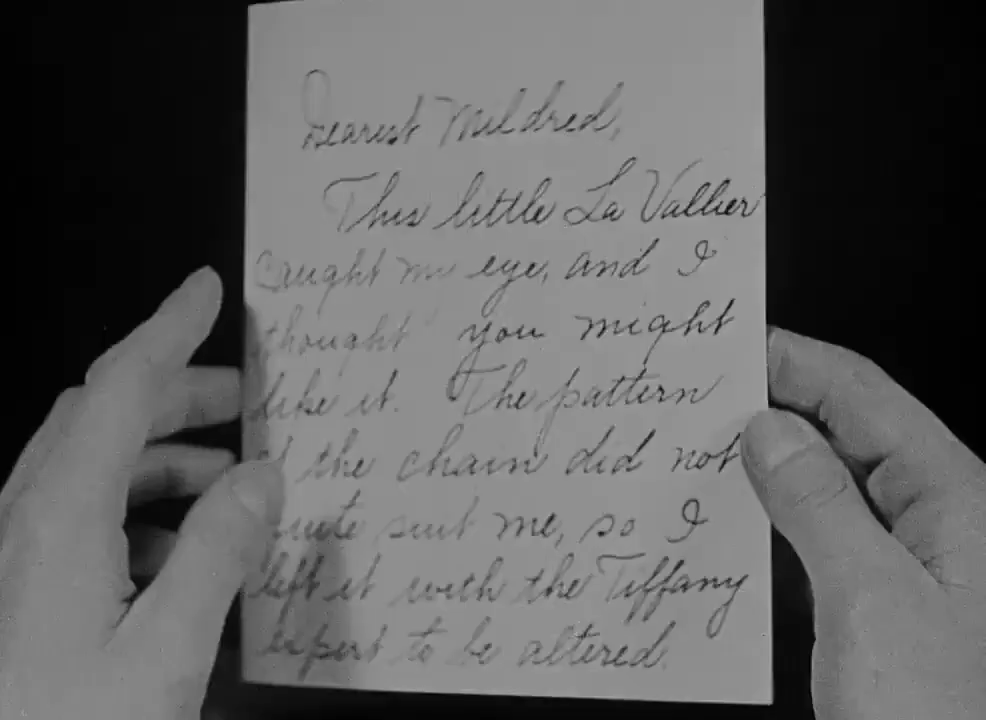 Dearest Mildred,
This little La Vallier
caught my eye, and I
thought you might
like it. The pattern
of the chain did not
quite suit me, so I
left it with the Tiffany
expert to be altered.